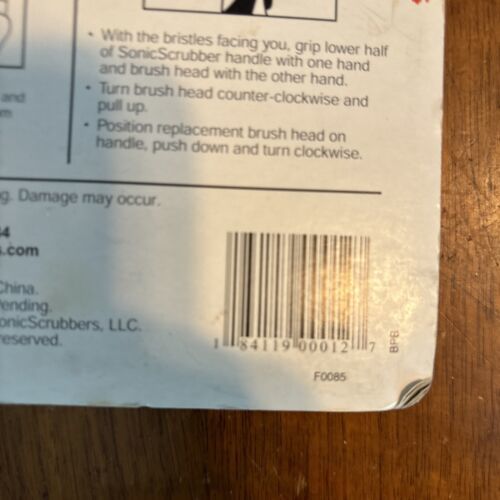 • With the bristles facing you, grip lower half
of SonicScrubber handle with one hand
and brush head with the other hand.
• Turn brush head counter-clockwise and
pull up.
• Position replacement brush head on
handle, push down and turn clockwise.
and
m
g. Damage may occur.
4
s.com
China.
ending.
onicScrubbers, LLC.
reserved.
1 84119 00012 7
BPB
F0085